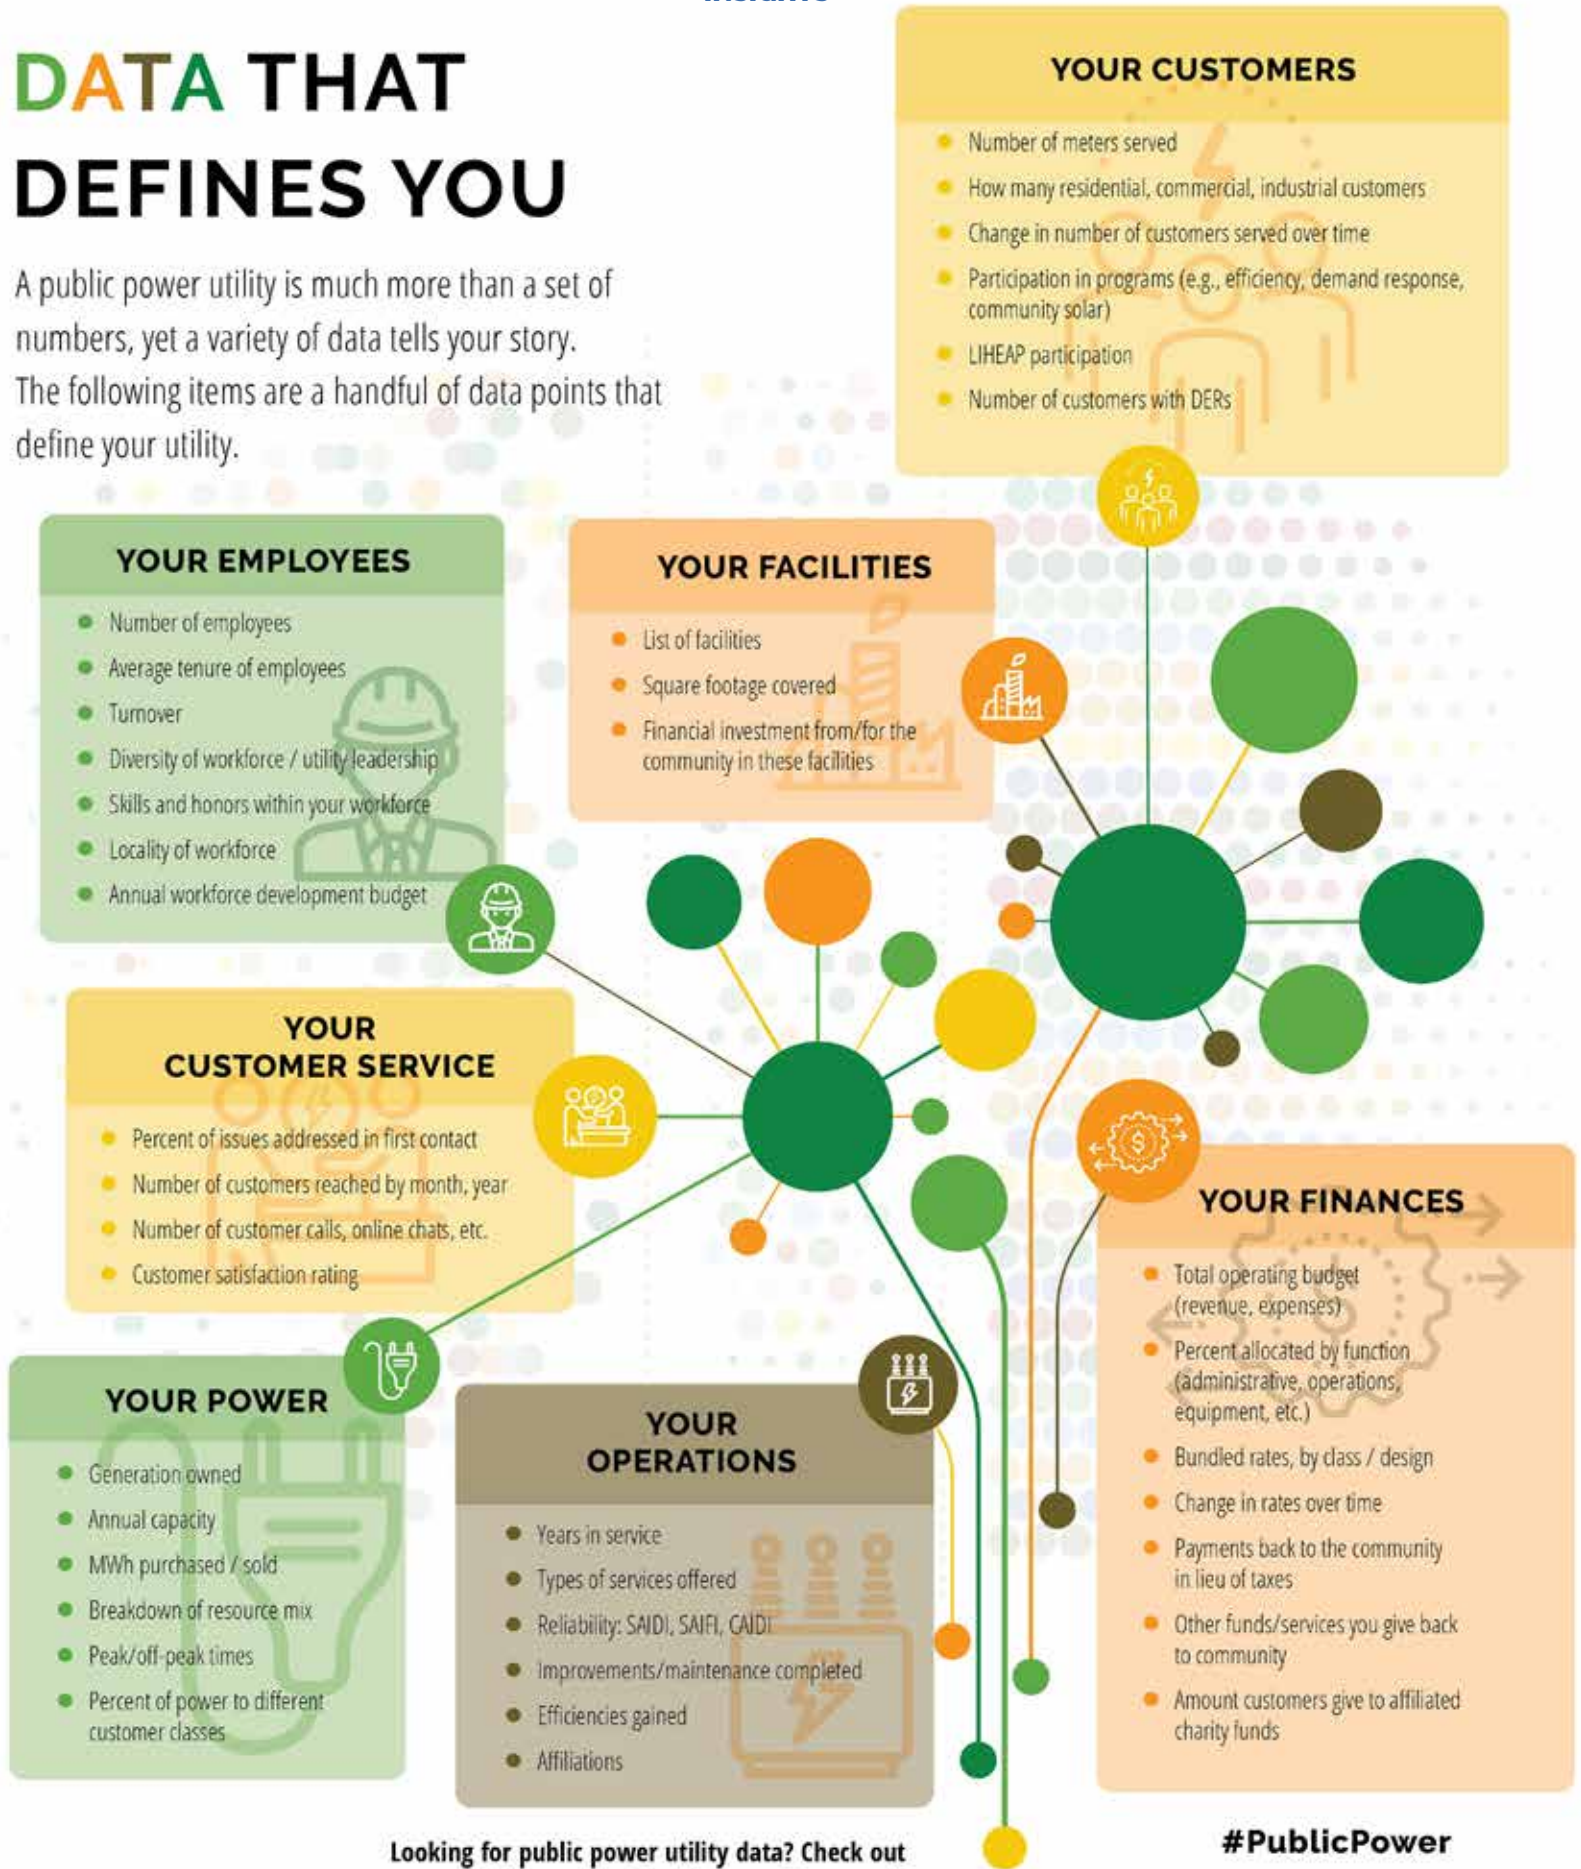 DATA THAT
DEFINES YOU
A public power utility is much more than a set of
numbers, yet a variety of data tells your story.
The following items are a handful of data points that
define your utility.
YOUR CUSTOMERS
Number of meters served
How many residential, commercial, industrial customers
Change in number of customers served over time
Participation in programs (e.g., efficiency, demand response,
community solar)
LIHEAP participation
Number of customers with DERs
YOUR EMPLOYEES
Number of employees
Average tenure of employees
Turnover
Diversity of workforce / utility leadership
Skills and honors within your workforce
Locality of workforce
Annual workforce development budget
YOUR FACILITIES
List of facilities
Square footage covered
Financial investment from/for the
community in these facilities
YOUR
CUSTOMER SERVICE
Percent of issues addressed in first contact
Number of customers reached by month, year
Number of customer calls, online chats, etc.
Customer satisfaction rating
YOUR POWER
Generation owned
Annual capacity
MWh purchased / sold
Breakdown of resource mix
Peak/off-peak times
Percent of power to different
customer classes
YOUR
OPERATIONS
Years in service
Types of services offered
Reliability: SAIDI, SAIFI, CAIDI
Improvements/maintenance completed
Efficiencies gained
Affiliations
YOUR FINANCES
Total operating budget
(revenue, expenses)
Percent allocated by function
(administrative, operations,
equipment, etc.)
Bundled rates, by class / design
Change in rates over time
Payments back to the community
in lieu of taxes
Other funds/services you give back
to community
Amount customers give to affiliated
charity funds
Looking for public power utility data? Check out
#PublicPower